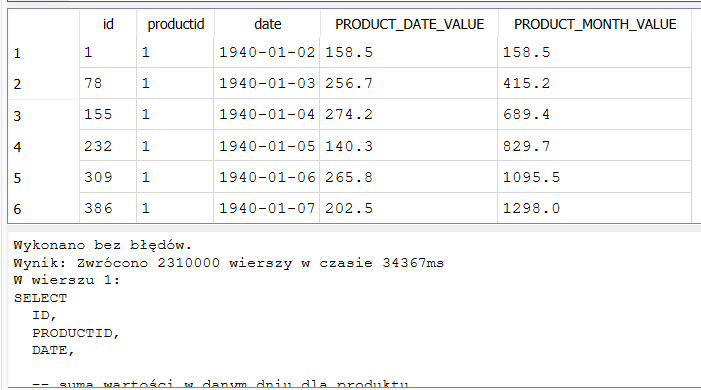 id productid date PRODUCT_DATE_VALUE PRODUCT_MONTH_VALUE
1 1 1 1940-01-02 158.5 158.5
2 78 1 1940-01-03 256.7 415.2
3 155 1 1940-01-04 274.2 689.4
4 232 1 1940-01-05 140.3 829.7
5 309 1 1940-01-06 265.8 1095.5
6 386 1 1940-01-07 202.5 1298.0
Wykonano bez błędów.
Wynik: Zwrócono 2310000 wierszy w czasie 34367ms
W wierszu 1:
SELECT
ID,
PRODUCTID,
DATE,
-- suma wartości w danym dniu dla produktu